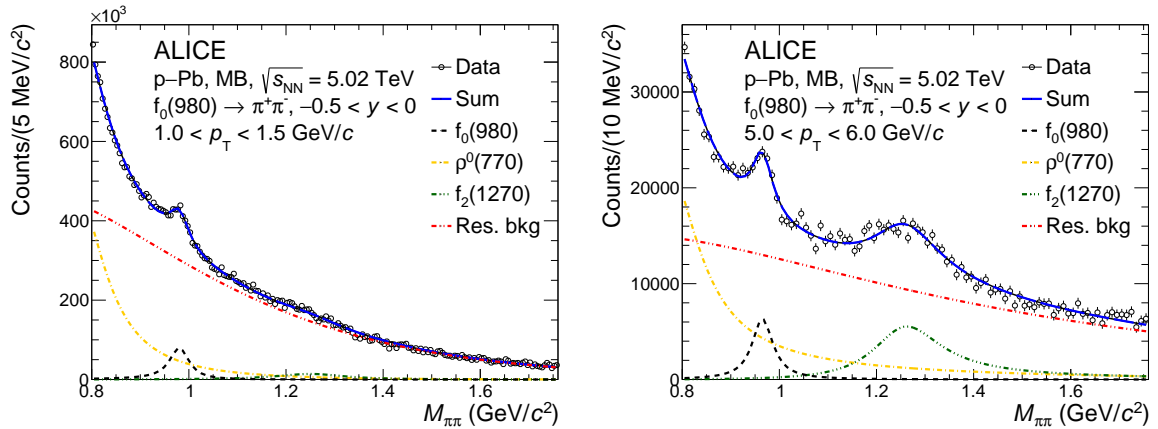 ×10³
ALICE
p–Pb, MB, √s_NN = 5.02 TeV
f₀(980) → π⁺π⁻, −0.5 < y < 0
1.0 < p_T < 1.5 GeV/c
Data
Sum
f₀(980)
ρ⁰(770)
f₂(1270)
Res. bkg
Counts/(5 MeV/c²)
800
600
400
200
0
0.8 1 1.2 1.4 1.6
M_ππ (GeV/c²)
ALICE
p–Pb, MB, √s_NN = 5.02 TeV
f₀(980) → π⁺π⁻, −0.5 < y < 0
5.0 < p_T < 6.0 GeV/c
Data
Sum
f₀(980)
ρ⁰(770)
f₂(1270)
Res. bkg
Counts/(10 MeV/c²)
30000
20000
10000
0
0.8 1 1.2 1.4 1.6
M_ππ (GeV/c²)